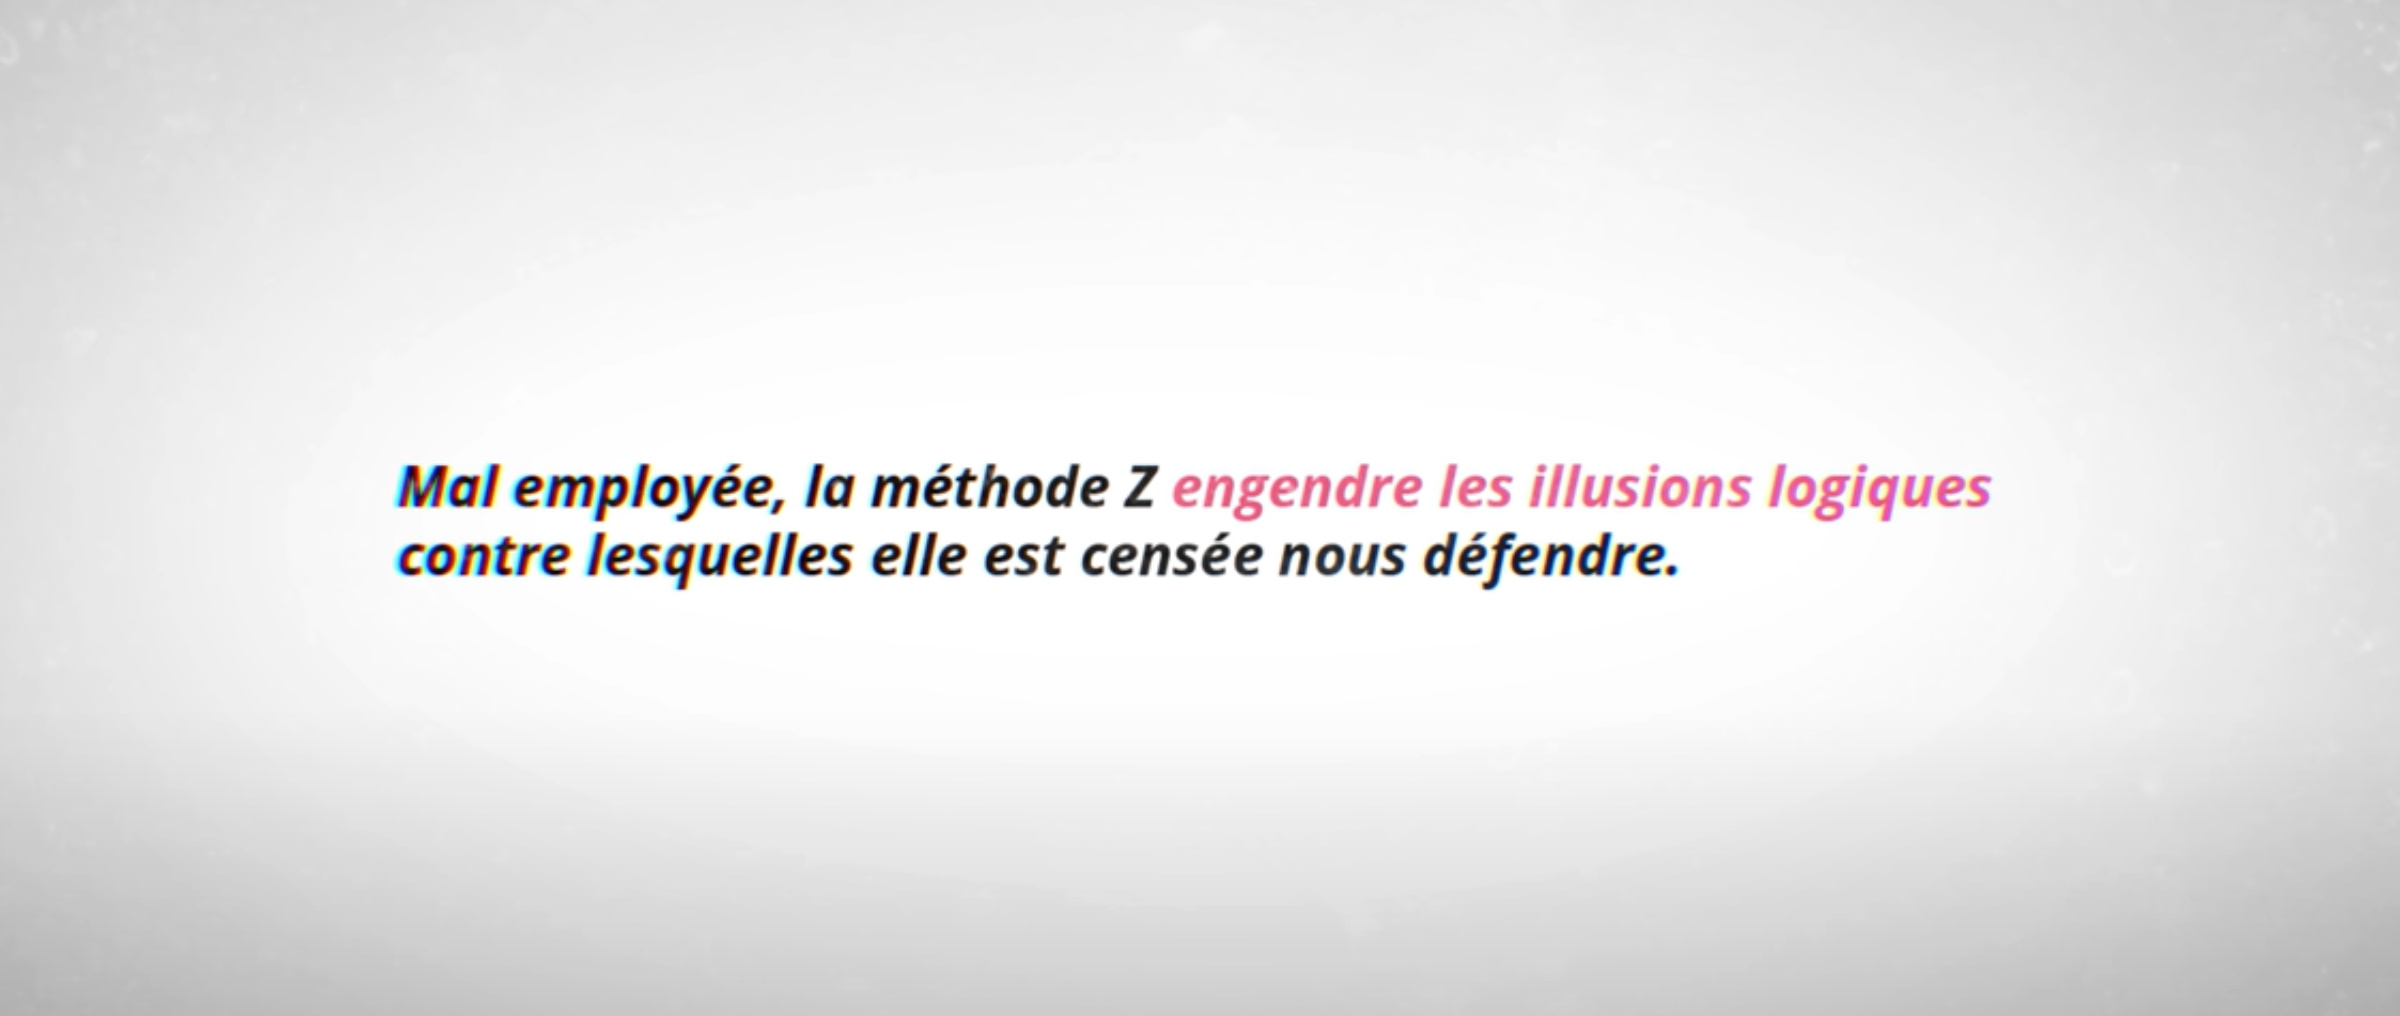 Mal employée, la méthode Z engendre les illusions logiques
contre lesquelles elle est censée nous défendre.